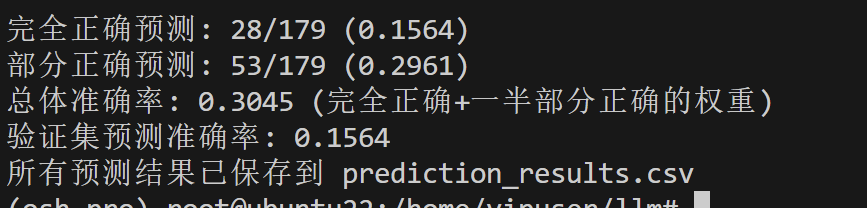 完全正确预测: 28/179 (0.1564)
部分正确预测: 53/179 (0.2961)
总体准确率: 0.3045 (完全正确+一半部分正确的权重)
验证集预测准确率: 0.1564
所有预测结果已保存到 prediction_results.csv